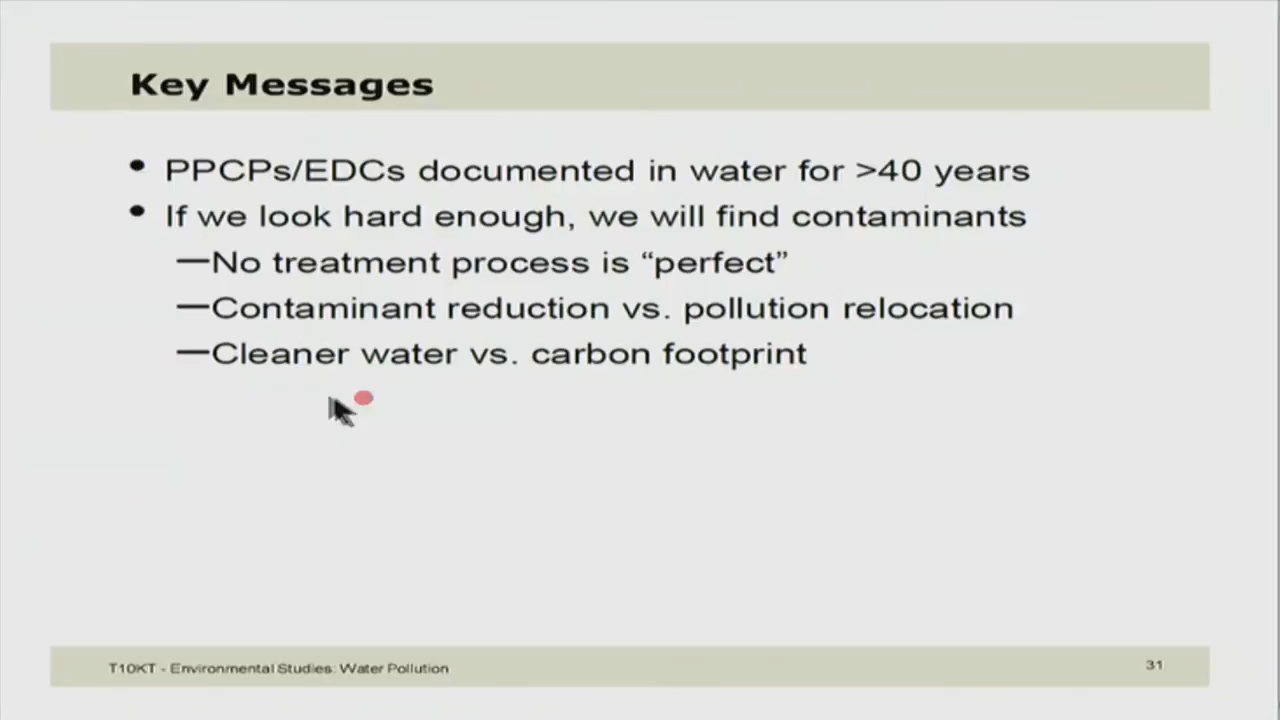 Key Messages
• PPCPs/EDCs documented in water for >40 years
• If we look hard enough, we will find contaminants
—No treatment process is “perfect”
—Contaminant reduction vs. pollution relocation
—Cleaner water vs. carbon footprint
T10KT - Environmental Studies: Water Pollution
31